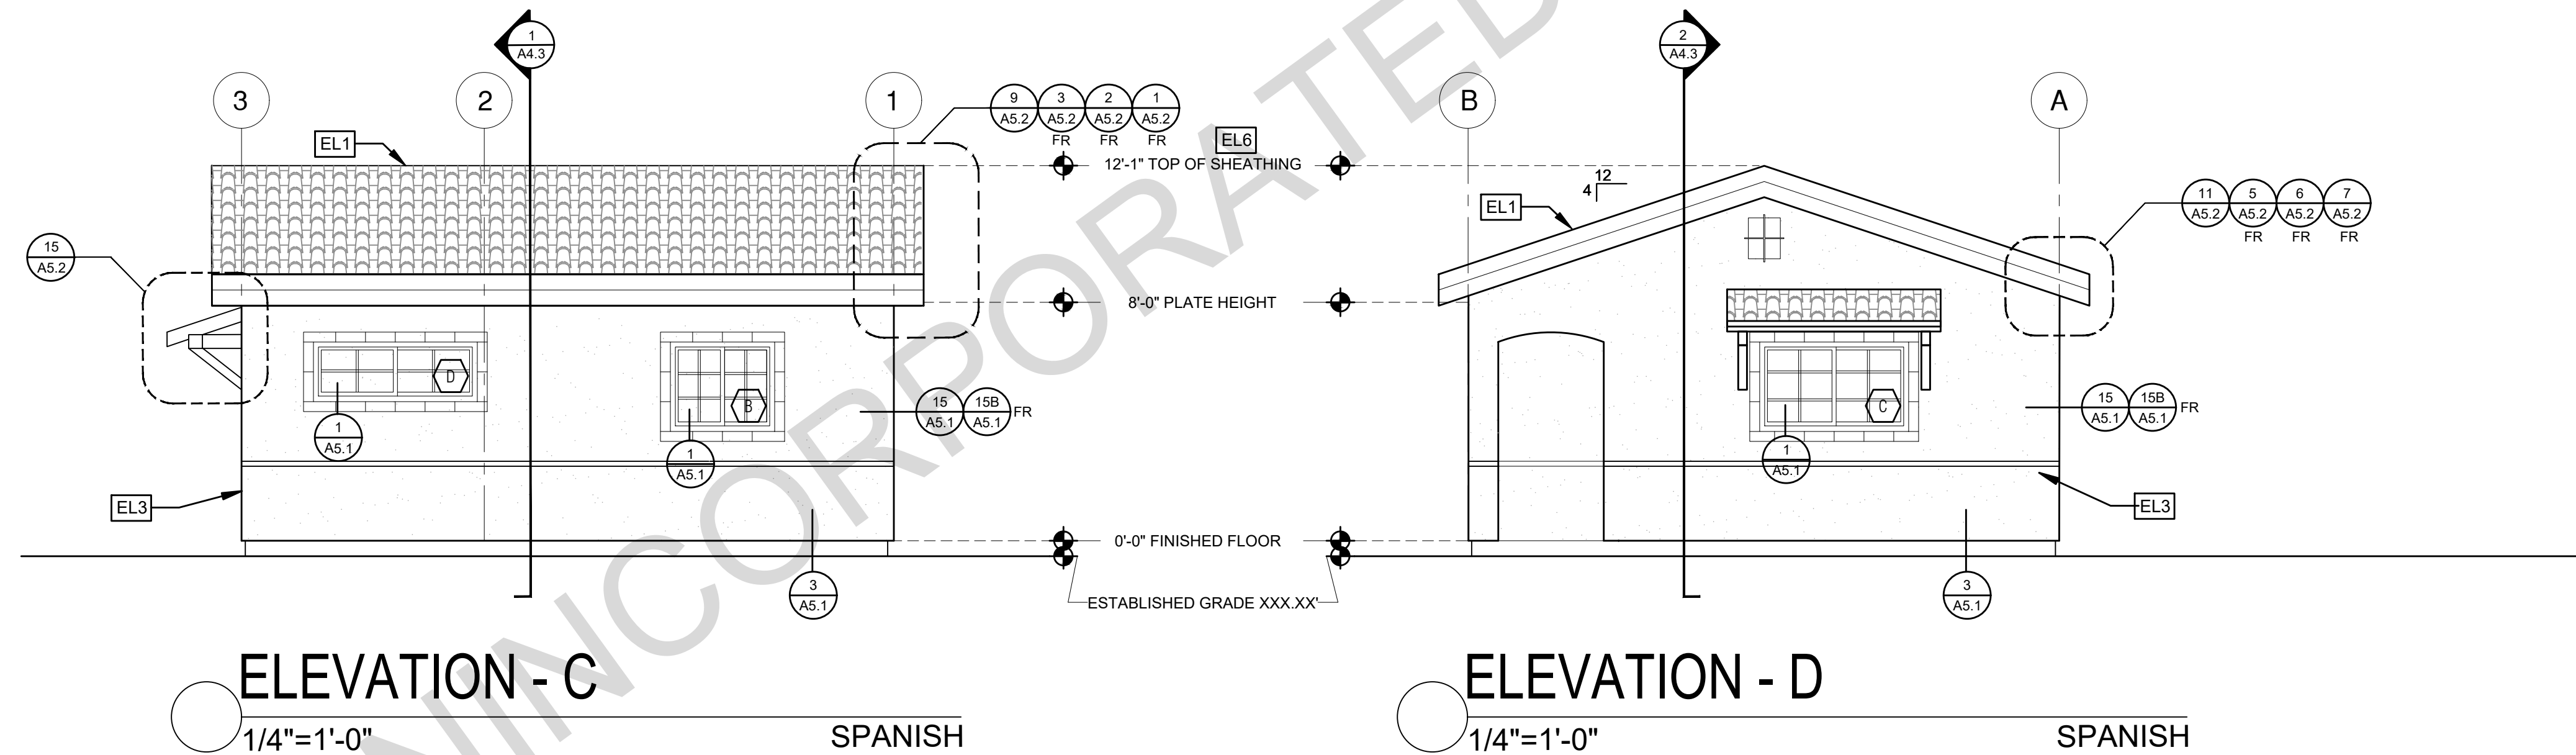 1
A4.3
2
A4.3
3
2
1
9
A5.2
3
A5.2
FR
2
A5.2
FR
1
A5.2
FR
EL6
B
A
EL1
12'-1" TOP OF SHEATHING
12
4
EL1
11
A5.2
5
A5.2
FR
6
A5.2
FR
7
A5.2
FR
15
A5.2
8'-0" PLATE HEIGHT
D
B
C
1
A5.1
1
A5.1
15
A5.1
15B
A5.1
FR
1
A5.1
15
A5.1
15B
A5.1
FR
EL3
EL3
0'-0" FINISHED FLOOR
3
A5.1
ESTABLISHED GRADE XXX.XX'
3
A5.1
ELEVATION - C
1/4"=1'-0"
SPANISH
ELEVATION - D
1/4"=1'-0"
SPANISH
NINCORPORATED